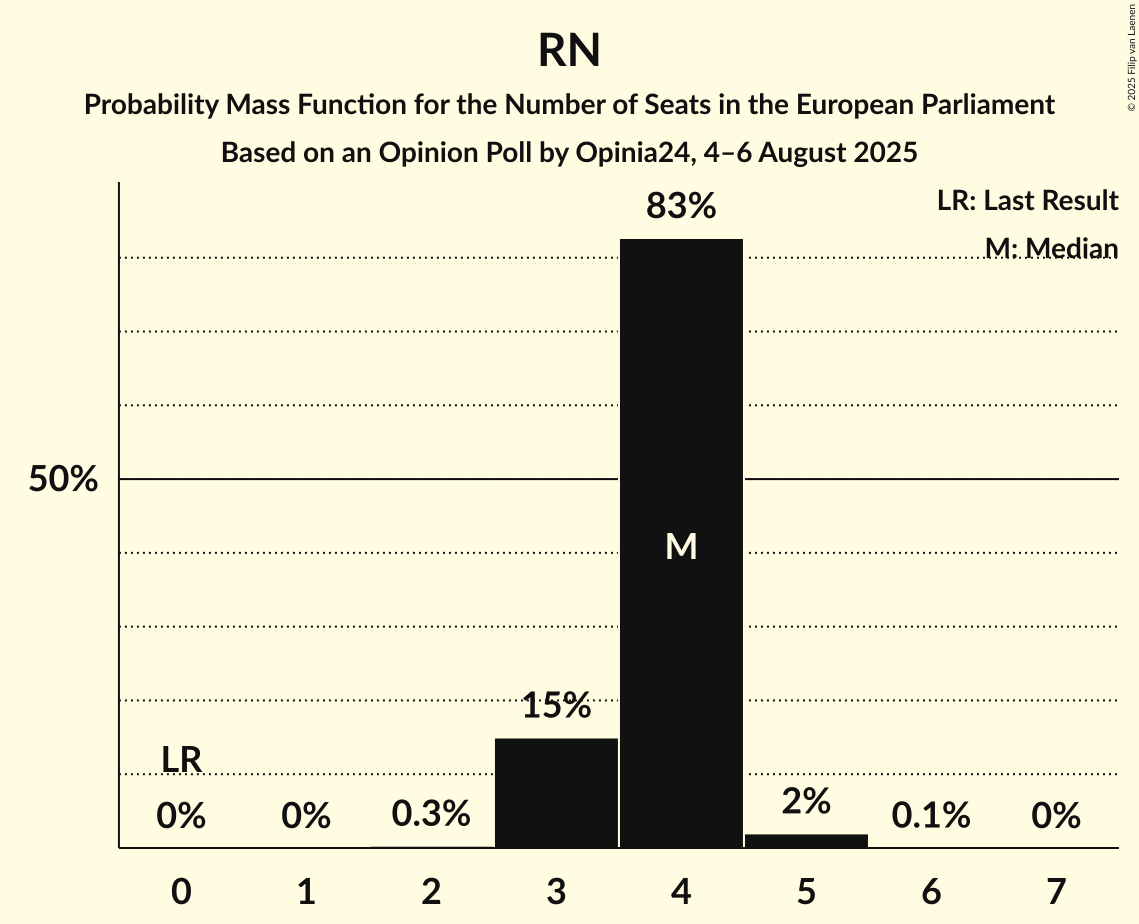 RN
Probability Mass Function for the Number of Seats in the European Parliament
Based on an Opinion Poll by Opinia24, 4–6 August 2025
© 2025 Filip van Laenen
LR: Last Result
M: Median
83%
50%
M
15%
LR
0%
0%
0.3%
2%
0.1%
0%
0 1 2 3 4 5 6 7